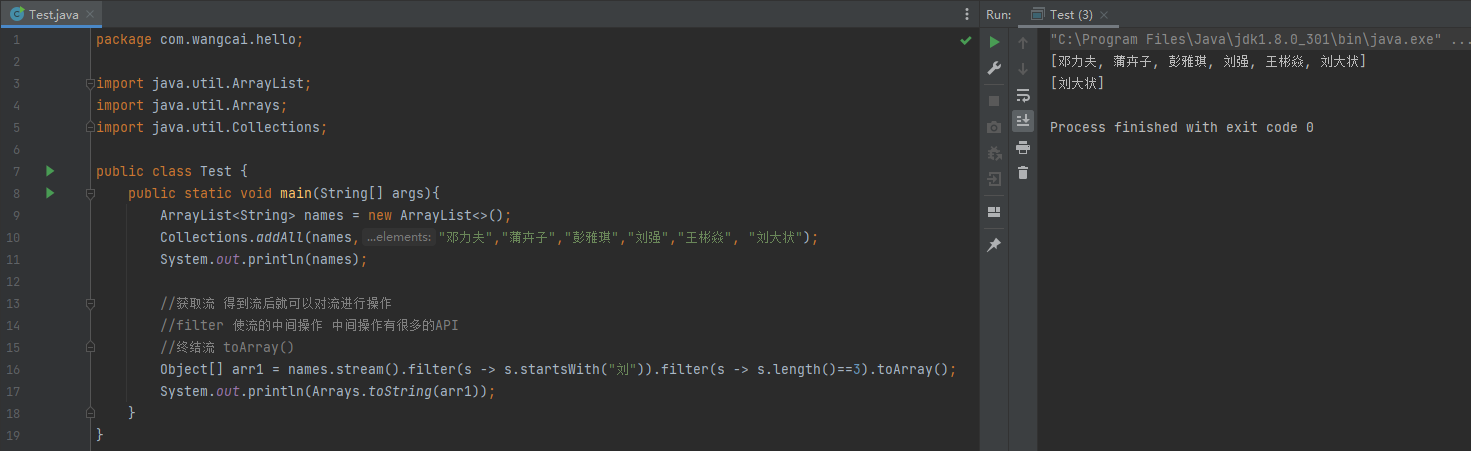 Test.java
1 package com.wangcai.hello;
2
3 import java.util.ArrayList;
4 import java.util.Arrays;
5 import java.util.Collections;
6
7 public class Test {
8 public static void main(String[] args){
9 ArrayList<String> names = new ArrayList<>();
10 Collections.addAll(names, ...elements: "邓力夫","蒲卉子","彭雅琪","刘强","王彬焱", "刘大状");
11 System.out.println(names);
12
13 //获取流 得到流后就可以对流进行操作
14 //filter 使流的中间操作 中间操作有很多的API
15 //终结流 toArray()
16 Object[] arr1 = names.stream().filter(s -> s.startsWith("刘")).filter(s -> s.length()==3).toArray();
17 System.out.println(Arrays.toString(arr1));
18 }
19 }
Run: Test (3)
"C:\Program Files\Java\jdk1.8.0_301\bin\java.exe" ...
[邓力夫, 蒲卉子, 彭雅琪, 刘强, 王彬焱, 刘大状]
[刘大状]
Process finished with exit code 0